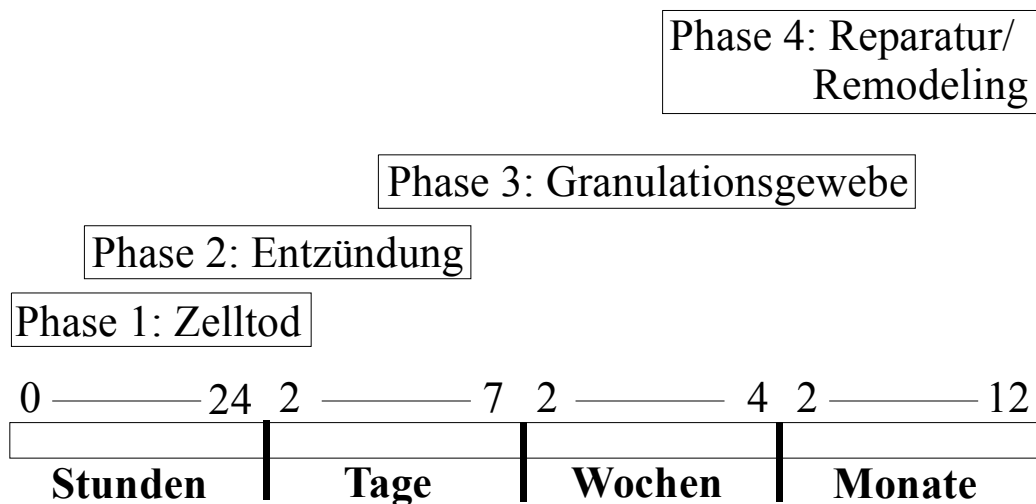 Phase 4: Reparatur/
Remodeling
Phase 3: Granulationsgewebe
Phase 2: Entzündung
Phase 1: Zelltod
0 24 2 7 2 4 2 12
Stunden Tage Wochen Monate